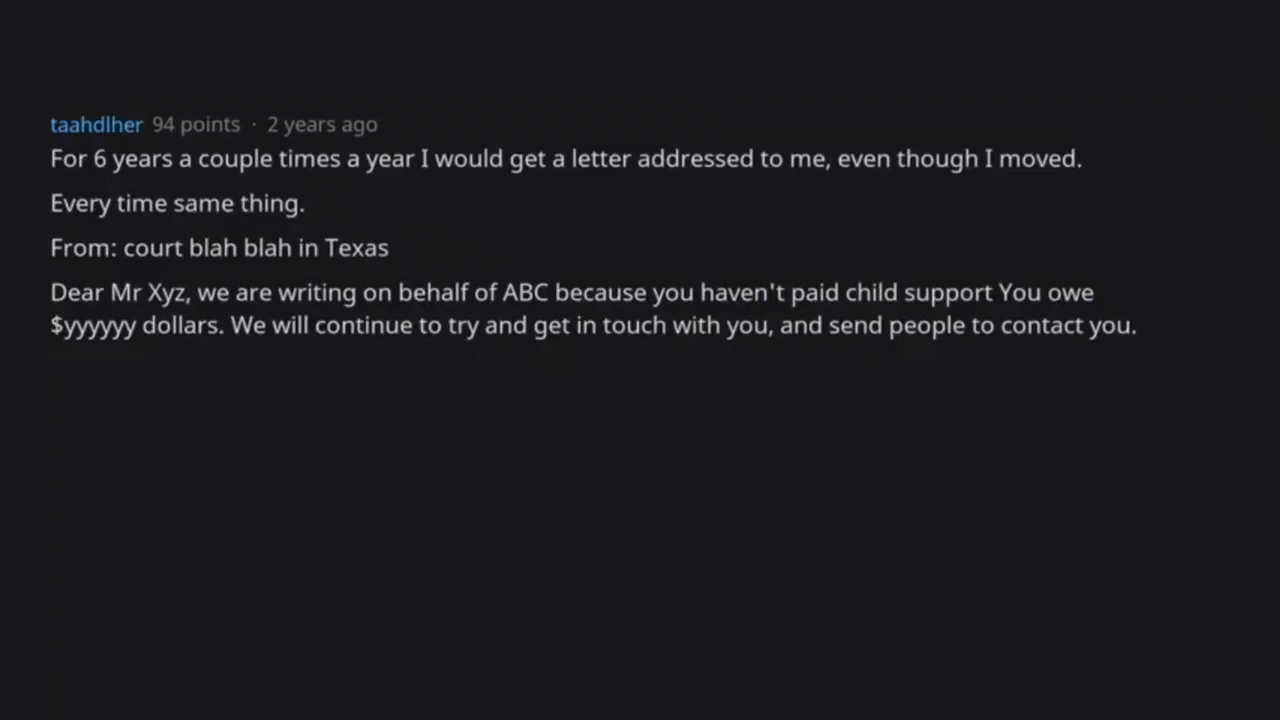 taahdlher 94 points · 2 years ago
For 6 years a couple times a year I would get a letter addressed to me, even though I moved.
Every time same thing.
From: court blah blah in Texas
Dear Mr Xyz, we are writing on behalf of ABC because you haven't paid child support You owe
$yyyyyy dollars. We will continue to try and get in touch with you, and send people to contact you.